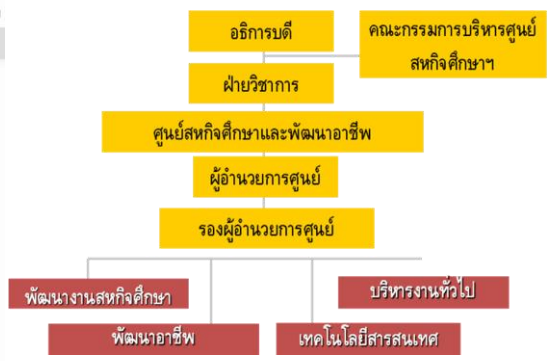 อธิการบดี
คณะกรรมการบริหารศูนย์
สหกิจศึกษาฯ
ฝ่ายวิชาการ
ศูนย์สหกิจศึกษาและพัฒนาอาชีพ
ผู้อำนวยการศูนย์
รองผู้อำนวยการศูนย์
พัฒนางานสหกิจศึกษา
บริหารงานทั่วไป
พัฒนาอาชีพ
เทคโนโลยีสารสนเทศ